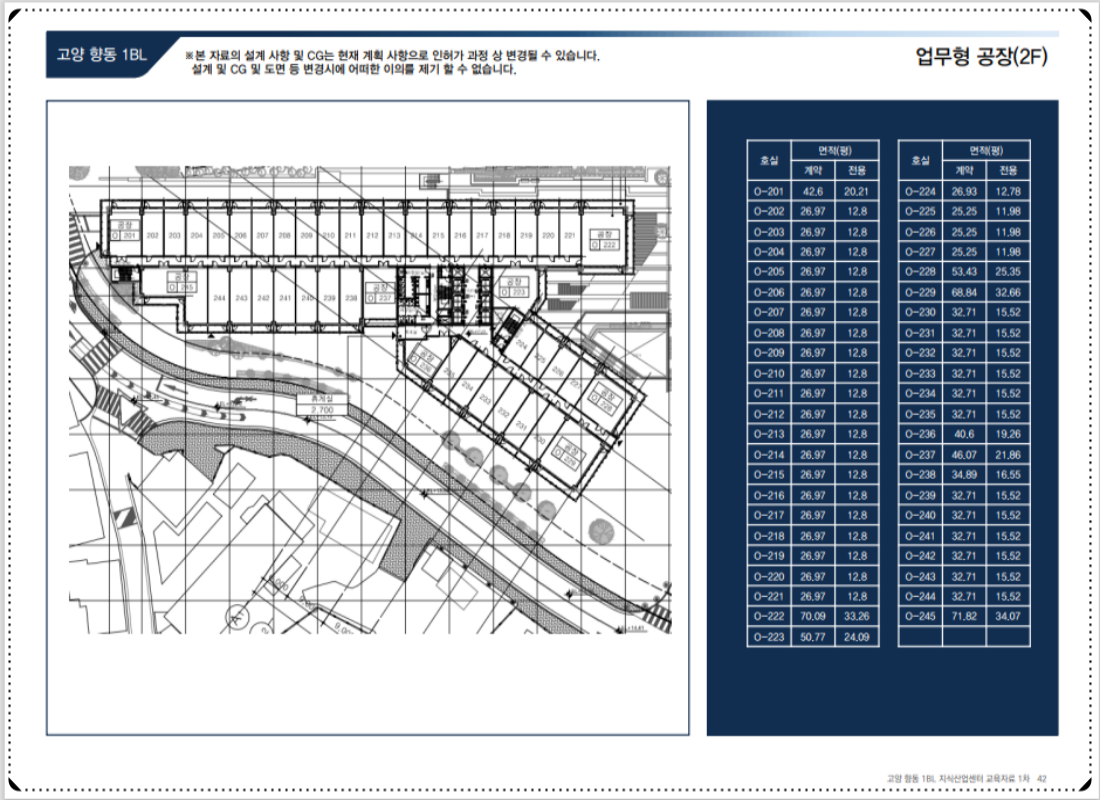 고양 향동 1BL
※본 자료의 설계 사항 및 CG는 현재 계획 사항으로 인허가 과정 상 변경될 수 있습니다.
설계 및 CG 및 도면 등 변경시에 어떠한 이의를 제기 할 수 없습니다.
업무형 공장(2F)
공장
O 201
202 203 204 205 206 207 208 209 210 211 212 213 214 215 216 217 218 219 220 221
공장
O 222
공장
O 245
244 243 242 241 240 239 238
공장
O 237
공장
O 223
224 225 226 227
공장
O 228
공장
O 236
235 234 233 232 231 230
공장
O 229
휴게실
2,700
9,000
호실 면적(평)
계약 전용
O-201 42.6 20.21
O-202 26.97 12.8
O-203 26.97 12.8
O-204 26.97 12.8
O-205 26.97 12.8
O-206 26.97 12.8
O-207 26.97 12.8
O-208 26.97 12.8
O-209 26.97 12.8
O-210 26.97 12.8
O-211 26.97 12.8
O-212 26.97 12.8
O-213 26.97 12.8
O-214 26.97 12.8
O-215 26.97 12.8
O-216 26.97 12.8
O-217 26.97 12.8
O-218 26.97 12.8
O-219 26.97 12.8
O-220 26.97 12.8
O-221 26.97 12.8
O-222 70.09 33.26
O-223 50.77 24.09
호실 면적(평)
계약 전용
O-224 26.93 12.78
O-225 25.25 11.98
O-226 25.25 11.98
O-227 25.25 11.98
O-228 53.43 25.35
O-229 68.84 32.66
O-230 32.71 15.52
O-231 32.71 15.52
O-232 32.71 15.52
O-233 32.71 15.52
O-234 32.71 15.52
O-235 32.71 15.52
O-236 40.6 19.26
O-237 46.07 21.86
O-238 34.89 16.55
O-239 32.71 15.52
O-240 32.71 15.52
O-241 32.71 15.52
O-242 32.71 15.52
O-243 32.71 15.52
O-244 32.71 15.52
O-245 71.82 34.07
고양 향동 1BL 지식산업센터 교육자료 1차 42